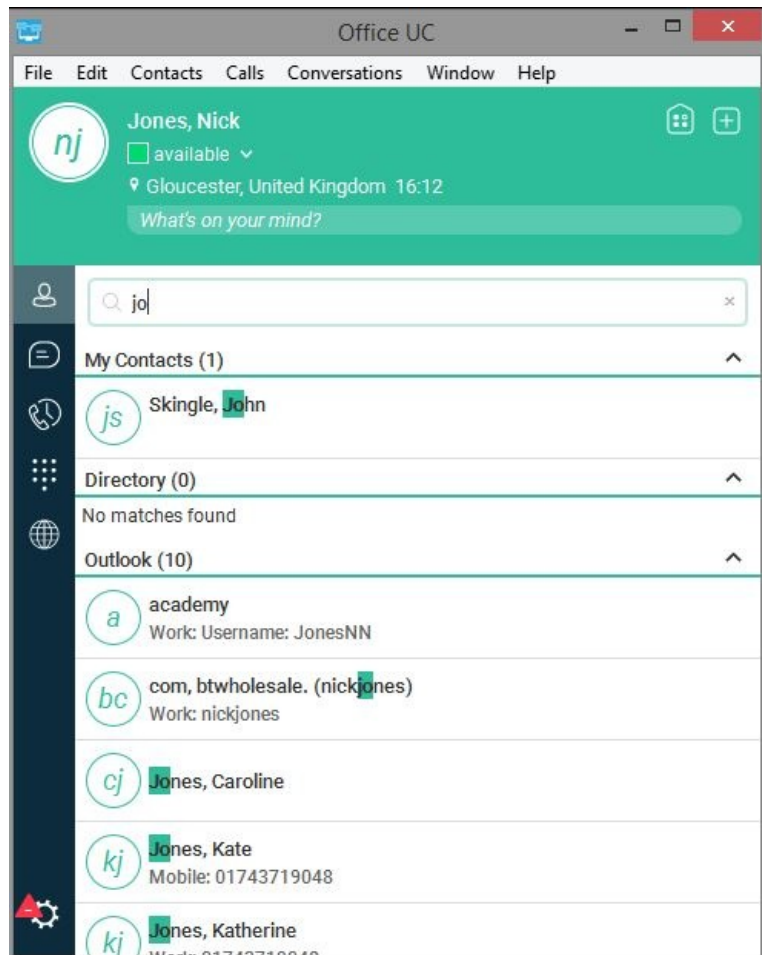 Office UC
File Edit Contacts Calls Conversations Window Help
nj
Jones, Nick
available
Gloucester, United Kingdom 16:12
What's on your mind?
jo
My Contacts (1)
js
Skingle, John
Directory (0)
No matches found
Outlook (10)
a
academy
Work: Username: JonesNN
bc
com, btwholesale. (nickjones)
Work: nickjones
cj
Jones, Caroline
kj
Jones, Kate
Mobile: 01743719048
kj
Jones, Katherine